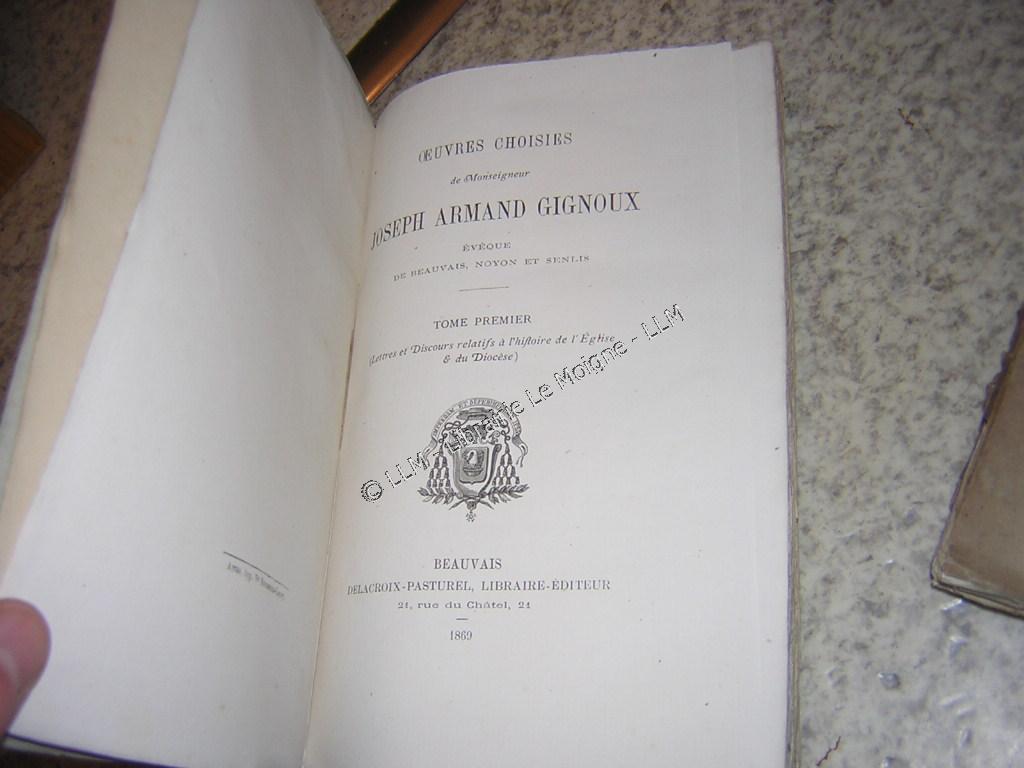 ŒUVRES CHOISIES
de Monseigneur
JOSEPH ARMAND GIGNOUX
ÉVÊQUE
DE BEAUVAIS, NOYON ET SENLIS
TOME PREMIER
(Lettres et Discours relatifs à l'hiſtoire de l'Égliſe
& du Diocèſe)
© LLM - Librairie Le Moigne - LLM
BEAUVAIS
DELACROIX-PASTUREL, LIBRAIRE-ÉDITEUR
21, rue du Châtel, 21
1869